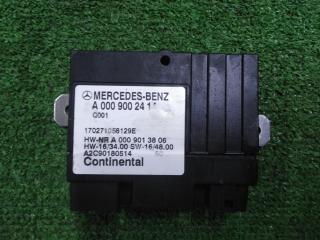 MERCEDES-BENZ
A 000 900 24 1
Q001
170271058129E
HW-NR A 000 901 38 06
HW-16/34.00 SW-16/48.00
A2C90180514
Continental